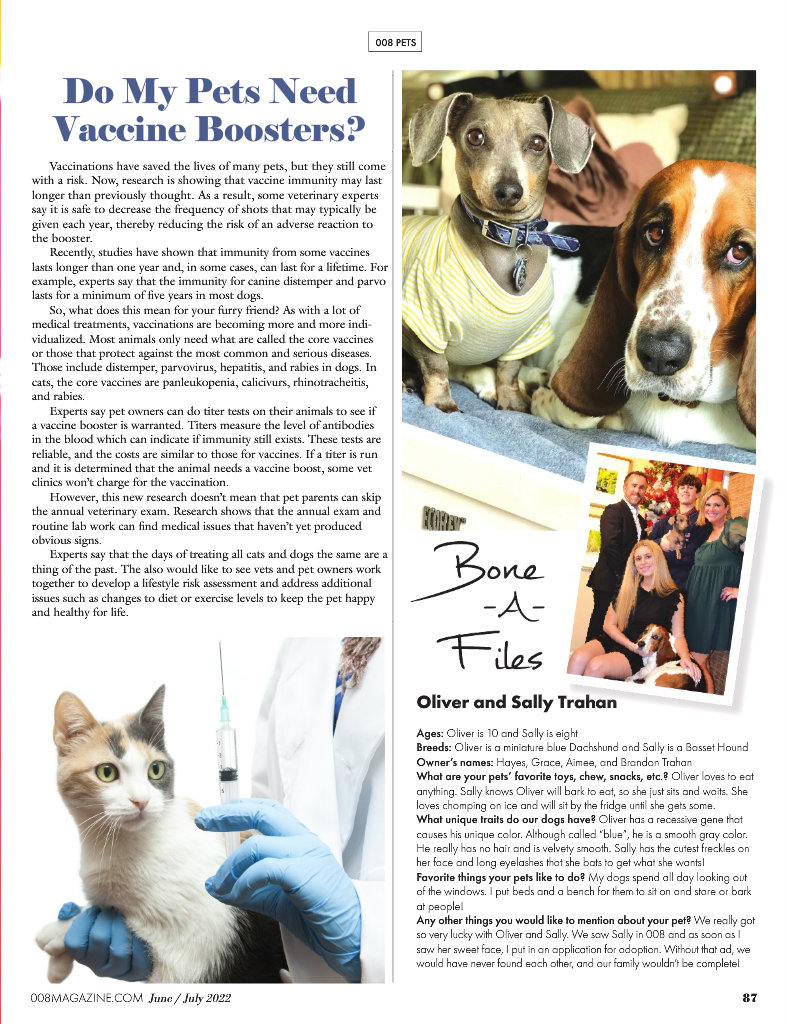 008 PETS
Do My Pets Need
Vaccine Boosters?
Vaccinations have saved the lives of many pets, but they still come
with a risk. Now, research is showing that vaccine immunity may last
longer than previously thought. As a result, some veterinary experts
say it is safe to decrease the frequency of shots that may typically be
given each year, thereby reducing the risk of an adverse reaction to
the booster.
Recently, studies have shown that immunity from some vaccines
lasts longer than one year and, in some cases, can last for a lifetime. For
example, experts say that the immunity for canine distemper and parvo
lasts for a minimum of five years in most dogs.
So, what does this mean for your furry friend? As with a lot of
medical treatments, vaccinations are becoming more and more indi-
vidualized. Most animals only need what are called the core vaccines
or those that protect against the most common and serious diseases.
Those include distemper, parvovirus, hepatitis, and rabies in dogs. In
cats, the core vaccines are panleukopenia, calicivurs, rhinotracheitis,
and rabies.
Experts say pet owners can do titer tests on their animals to see if
a vaccine booster is warranted. Titers measure the level of antibodies
in the blood which can indicate if immunity still exists. These tests are
reliable, and the costs are similar to those for vaccines. If a titer is run
and it is determined that the animal needs a vaccine boost, some vet
clinics won't charge for the vaccination.
However, this new research doesn't mean that pet parents can skip
the annual veterinary exam. Research shows that the annual exam and
routine lab work can find medical issues that haven't yet produced
obvious signs.
Experts say that the days of treating all cats and dogs the same are a
thing of the past. The also would like to see vets and pet owners work
together to develop a lifestyle risk assessment and address additional
issues such as changes to diet or exercise levels to keep the pet happy
and healthy for life.
Bone
-A-
Files
Oliver and Sally Trahan
Ages: Oliver is 10 and Sally is eight
Breeds: Oliver is a miniature blue Dachshund and Sally is a Basset Hound
Owner's names: Hayes, Grace, Aimee, and Brandon Trahan
What are your pets' favorite toys, chew, snacks, etc.? Oliver loves to eat
anything. Sally knows Oliver will bark to eat, so she just sits and waits. She
loves chomping on ice and will sit by the fridge until she gets some.
What unique traits do our dogs have? Oliver has a recessive gene that
causes his unique color. Although called "blue", he is a smooth gray color.
He really has no hair and is velvety smooth. Sally has the cutest freckles on
her face and long eyelashes that she bats to get what she wants!
Favorite things your pets like to do? My dogs spend all day looking out
of the windows. I put beds and a bench for them to sit on and stare or bark
at people!
Any other things you would like to mention about your pet? We really got
so very lucky with Oliver and Sally. We saw Sally in 008 and as soon as I
saw her sweet face, I put in an application for adoption. Without that ad, we
would have never found each other, and our family wouldn't be complete!
008MAGAZINE.COM June / July 2022
87